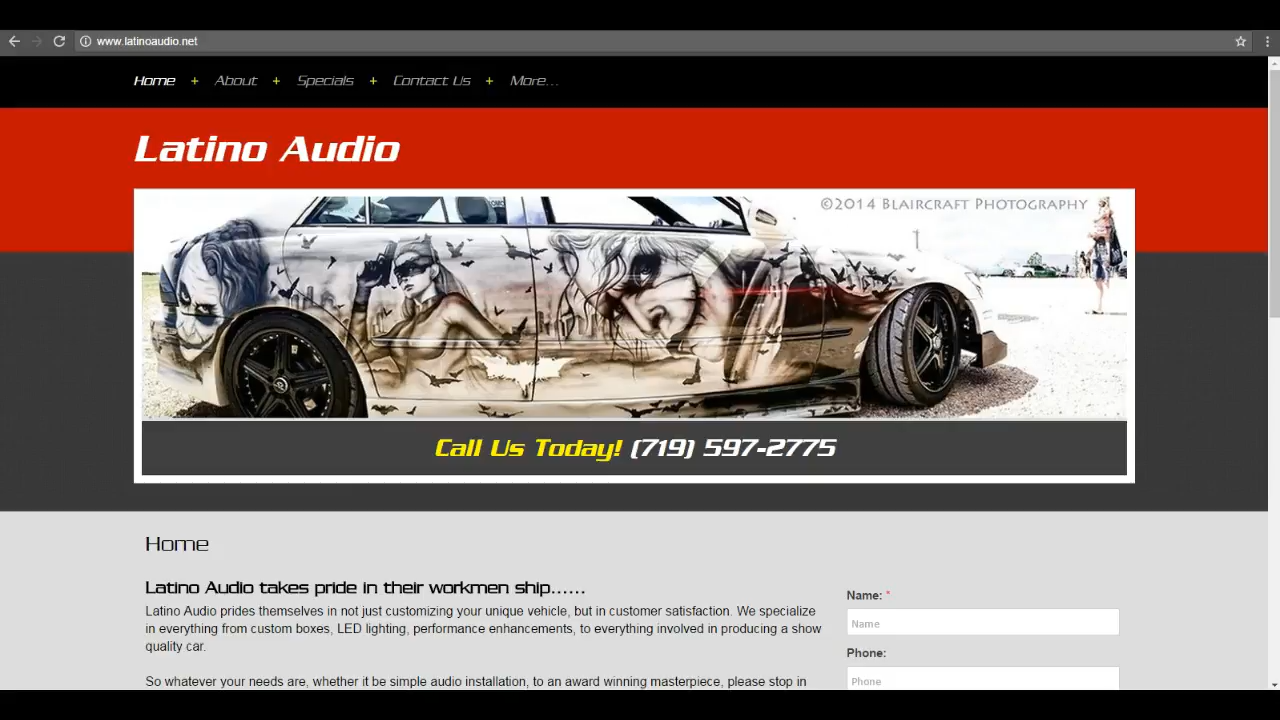 www.latinoaudio.net
Home + About + Specials + Contact Us + More...
Latino Audio
©2014 Blaircraft Photography
Call Us Today! (719) 597-2775
Home
Latino Audio takes pride in their workmen ship......
Latino Audio prides themselves in not just customizing your unique vehicle, but in customer satisfaction. We specialize
in everything from custom boxes, LED lighting, performance enhancements, to everything involved in producing a show
quality car.
So whatever your needs are, whether it be simple audio installation, to an award winning masterpiece, please stop in
Name: *
Name
Phone:
Phone